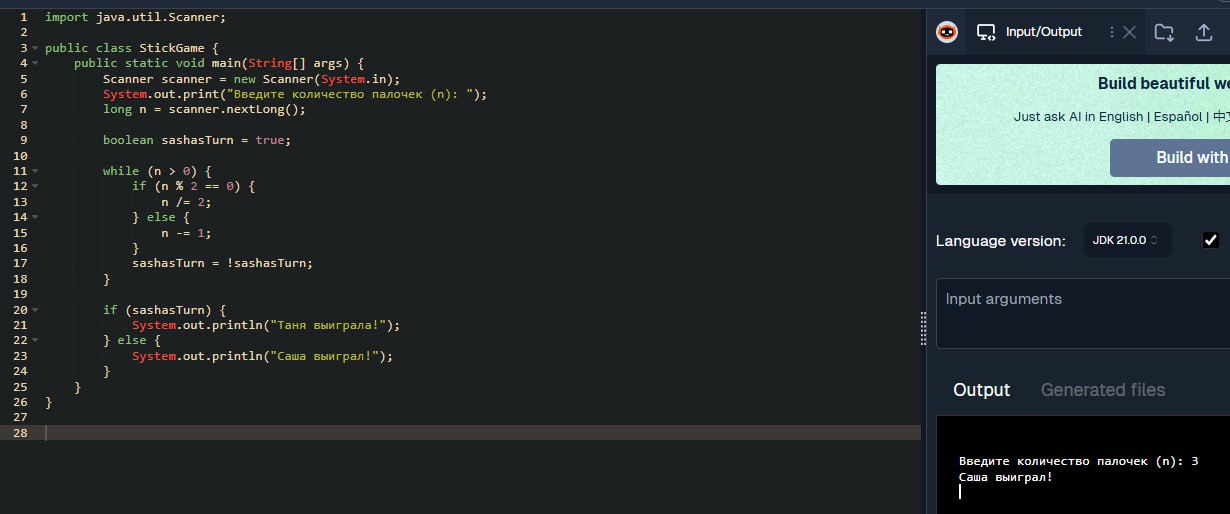 1 import java.util.Scanner;
2
3 public class StickGame {
4 public static void main(String[] args) {
5 Scanner scanner = new Scanner(System.in);
6 System.out.print("Введите количество палочек (n): ");
7 long n = scanner.nextLong();
8
9 boolean sashasTurn = true;
10
11 while (n > 0) {
12 if (n % 2 == 0) {
13 n /= 2;
14 } else {
15 n -= 1;
16 }
17 sashasTurn = !sashasTurn;
18 }
19
20 if (sashasTurn) {
21 System.out.println("Таня выиграла!");
22 } else {
23 System.out.println("Саша выиграл!");
24 }
25 }
26 }
27
28
Input/Output
Build beautiful we
Just ask AI in English | Español | 中文
Build with
Language version:
JDK 21.0.0
Input arguments
Output
Generated files
Введите количество палочек (n): 3
Саша выиграл!